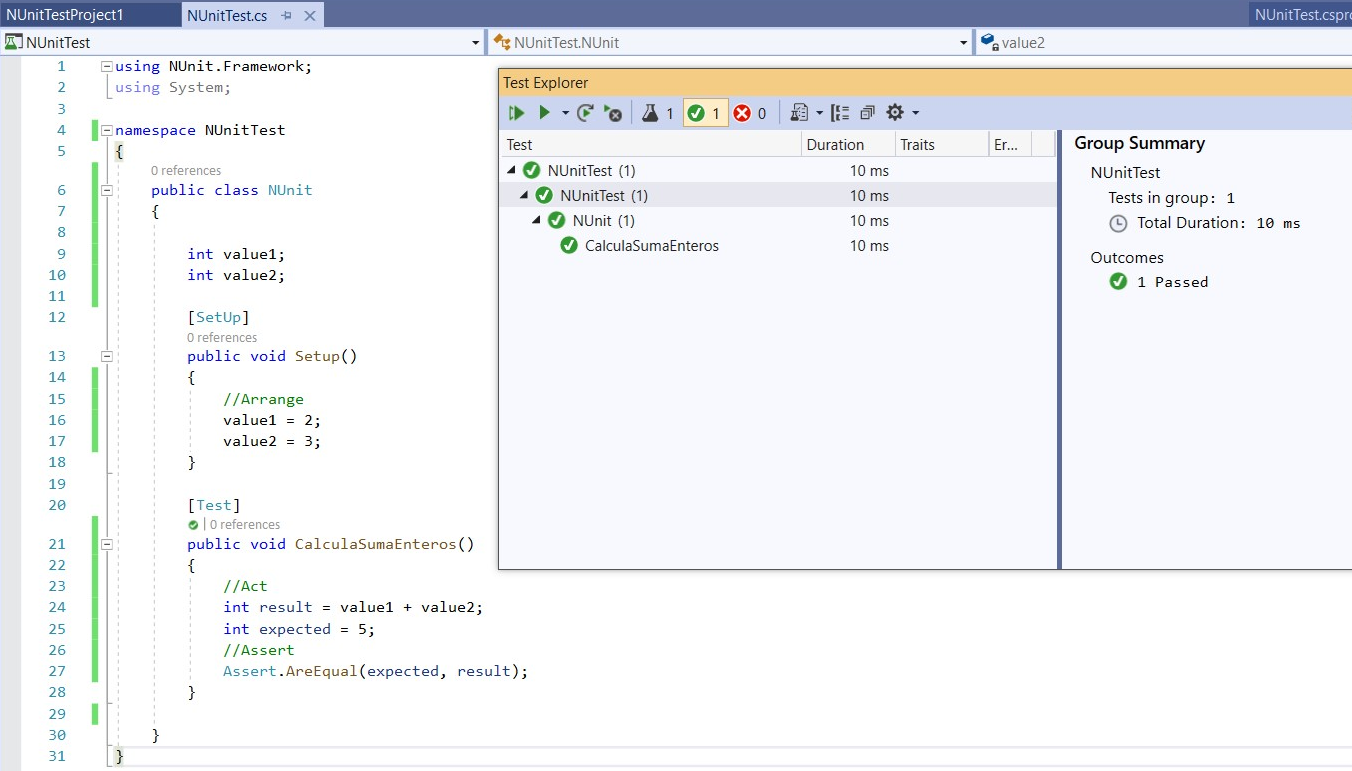 NUnitTestProject1
NUnitTest.cs
NUnitTest.cspro
NUnitTest
NUnitTest.NUnit
value2
1 using NUnit.Framework;
2 using System;
3
4 namespace NUnitTest
5 {
0 references
6 public class NUnit
7 {
8
9 int value1;
10 int value2;
11
12 [SetUp]
0 references
13 public void Setup()
14 {
15 //Arrange
16 value1 = 2;
17 value2 = 3;
18 }
19
20 [Test]
| 0 references
21 public void CalculaSumaEnteros()
22 {
23 //Act
24 int result = value1 + value2;
25 int expected = 5;
26 //Assert
27 Assert.AreEqual(expected, result);
28 }
29
30 }
31 }
Test Explorer
1 1 0
Test Duration Traits Er...
NUnitTest (1) 10 ms
NUnitTest (1) 10 ms
NUnit (1) 10 ms
CalculaSumaEnteros 10 ms
Group Summary
NUnitTest
Tests in group: 1
Total Duration: 10 ms
Outcomes
1 Passed